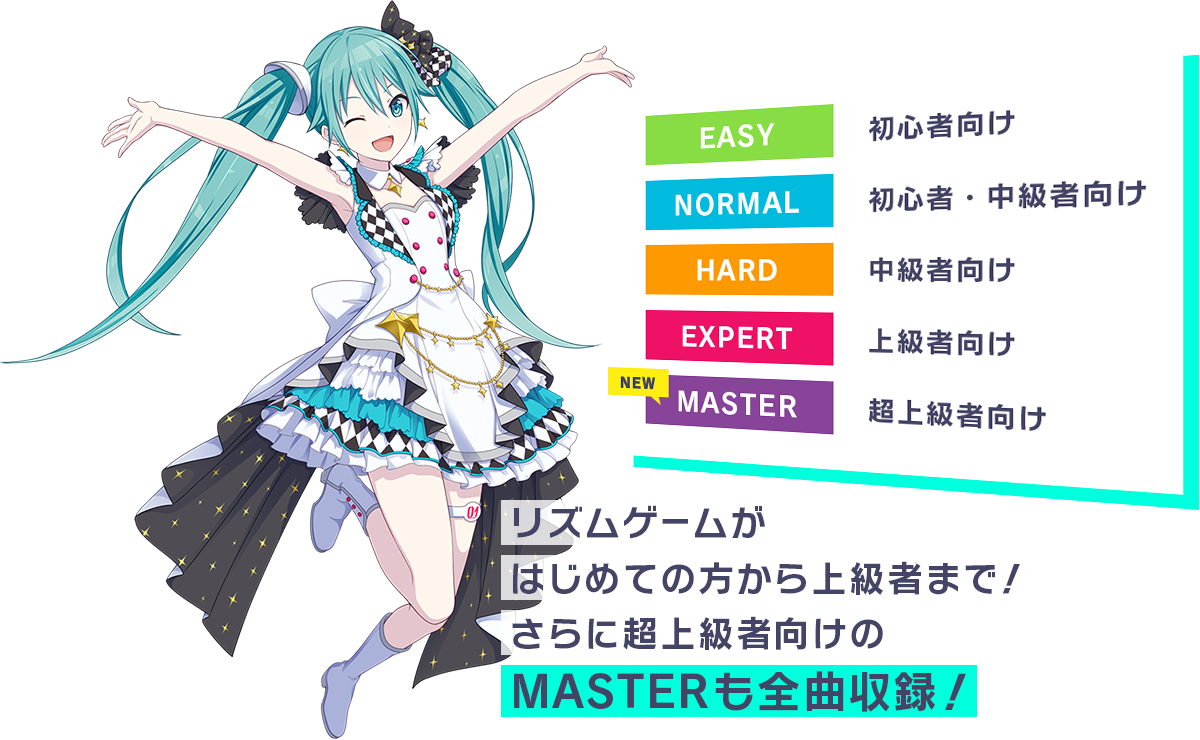 EASY 初心者向け
NORMAL 初心者・中級者向け
HARD 中級者向け
EXPERT 上級者向け
NEW
MASTER 超上級者向け
01
リズムゲームが
はじめての方から上級者まで!
さらに超上級者向けの
MASTERも全曲収録!